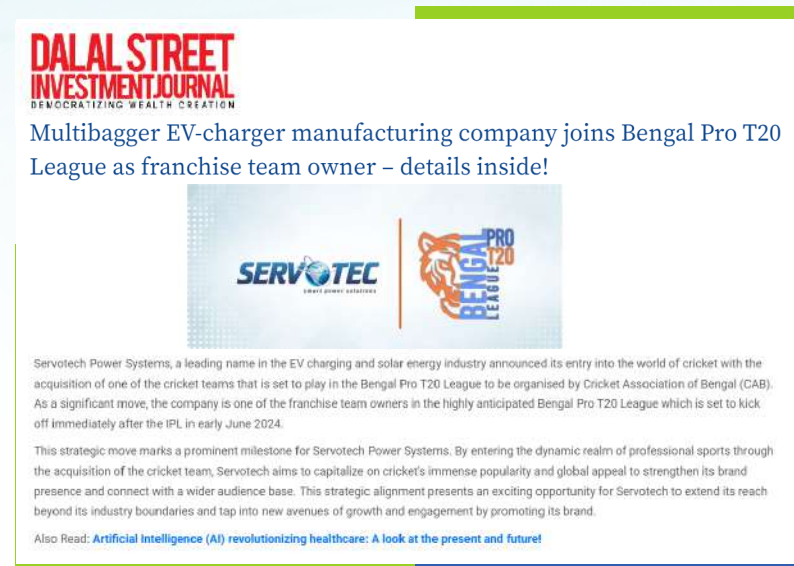 DALAL STREET
INVESTMENT JOURNAL
DEMOCRATIZING WEALTH CREATION
Multibagger EV-charger manufacturing company joins Bengal Pro T20
League as franchise team owner – details inside!
SERVOTEC
smart power solutions
BENGAL
PRO
T20
LEAGUE
Servotech Power Systems, a leading name in the EV charging and solar energy industry announced its entry into the world of cricket with the
acquisition of one of the cricket teams that is set to play in the Bengal Pro T20 League to be organised by Cricket Association of Bengal (CAB).
As a significant move, the company is one of the franchise team owners in the highly anticipated Bengal Pro T20 League which is set to kick
off immediately after the IPL in early June 2024.
This strategic move marks a prominent milestone for Servotech Power Systems. By entering the dynamic realm of professional sports through
the acquisition of the cricket team, Servotech aims to capitalize on cricket's immense popularity and global appeal to strengthen its brand
presence and connect with a wider audience base. This strategic alignment presents an exciting opportunity for Servotech to extend its reach
beyond its industry boundaries and tap into new avenues of growth and engagement by promoting its brand.
Also Read: Artificial Intelligence (AI) revolutionizing healthcare: A look at the present and future!